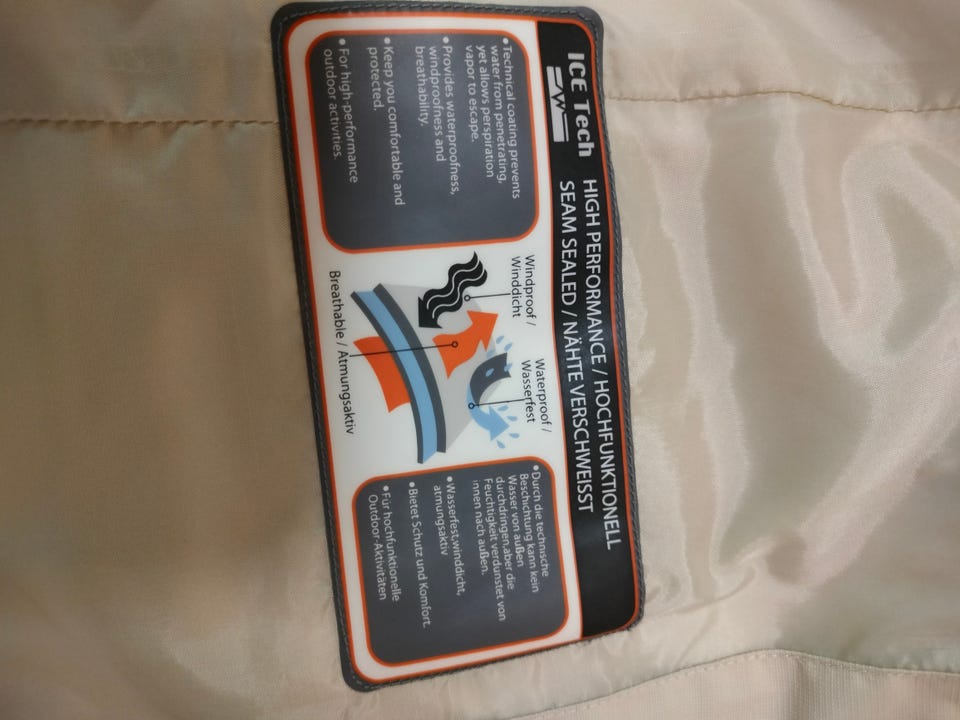 ICE Tech
HIGH PERFORMANCE / HOCHFUNKTIONELL
SEAM SEALED / NÄHTE VERSCHWEISST
•Technical coating prevents
water from penetrating,
yet allows perspiration
vapor to escape.
•Provides waterproofness,
windproofness and
breathability.
•Keep you comfortable and
protected.
•For high-performance
outdoor activities.
Windproof /
Winddicht
Waterproof /
Wasserfest
Breathable / Atmungsaktiv
•Durch die technische
Beschichtung kann kein
Wasser von außen
durchdringen,aber die
Feuchtigkeit verdunstet von
innen nach außen.
•Wasserfest,winddicht,
atmungsaktiv
•Bietet Schutz und Komfort.
•Für hochfunktionelle
Outdoor-Aktivitäten